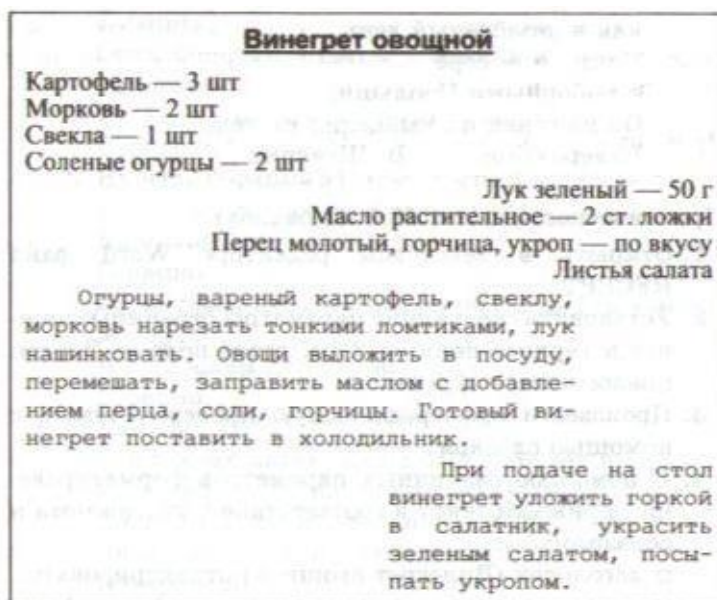 Винегрет овощной
Картофель — 3 шт
Морковь — 2 шт
Свекла — 1 шт
Соленые огурцы — 2 шт
Лук зеленый — 50 г
Масло растительное — 2 ст. ложки
Перец молотый, горчица, укроп — по вкусу
Листья салата
Огурцы, вареный картофель, свеклу,
морковь нарезать тонкими ломтиками, лук
нашинковать. Овощи выложить в посуду,
перемешать, заправить маслом с добавле-
нием перца, соли, горчицы. Готовый ви-
негрет поставить в холодильник.
При подаче на стол
винегрет уложить горкой
в салатник, украсить
зеленым салатом, посы-
пать укропом.